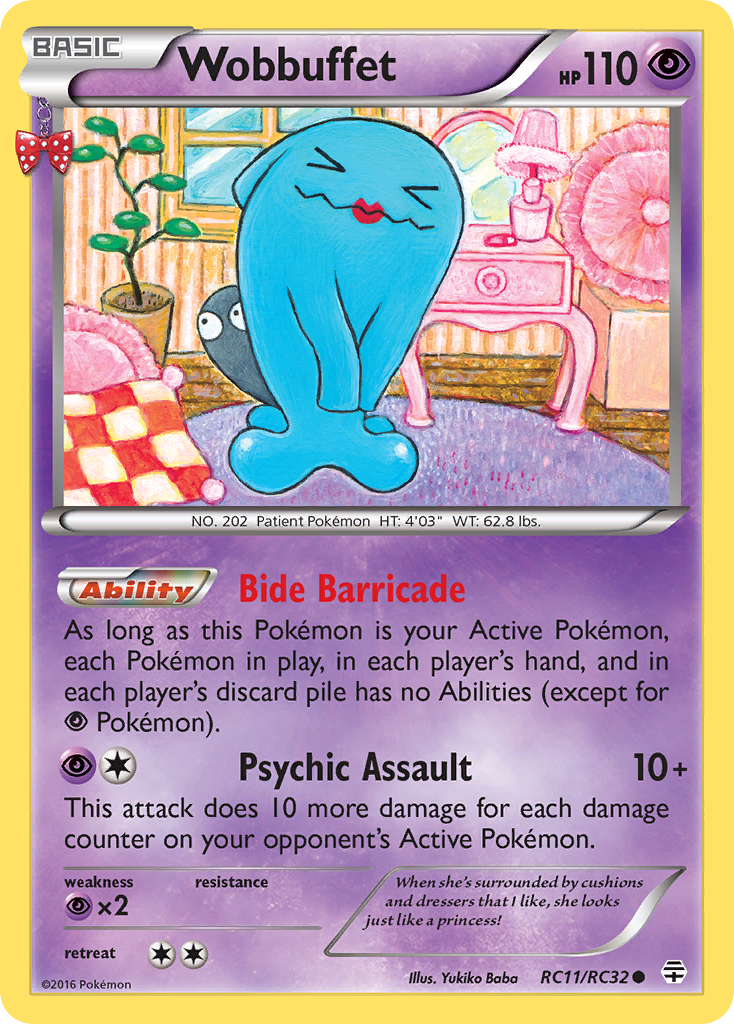 BASIC
Wobbuffet
HP110
NO. 202 Patient Pokémon HT: 4'03" WT: 62.8 lbs.
Ability Bide Barricade
As long as this Pokémon is your Active Pokémon,
each Pokémon in play, in each player's hand, and in
each player's discard pile has no Abilities (except for
Pokémon).
Psychic Assault 10+
This attack does 10 more damage for each damage
counter on your opponent's Active Pokémon.
weakness resistance
×2
When she's surrounded by cushions
and dressers that I like, she looks
just like a princess!
retreat
©2016 Pokémon
Illus. Yukiko Baba RC11/RC32